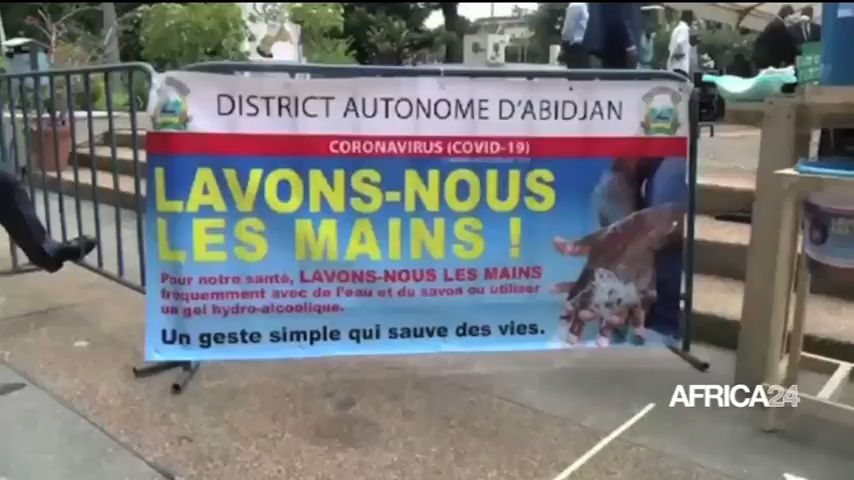 DISTRICT AUTONOME D'ABIDJAN
CORONAVIRUS (COVID-19)
LAVONS-NOUS
LES MAINS !
Pour notre santé, LAVONS-NOUS LES MAINS
fréquemment avec de l'eau et du savon ou utiliser
un gel hydro-alcoolique.
Un geste simple qui sauve des vies.
AFRICA24